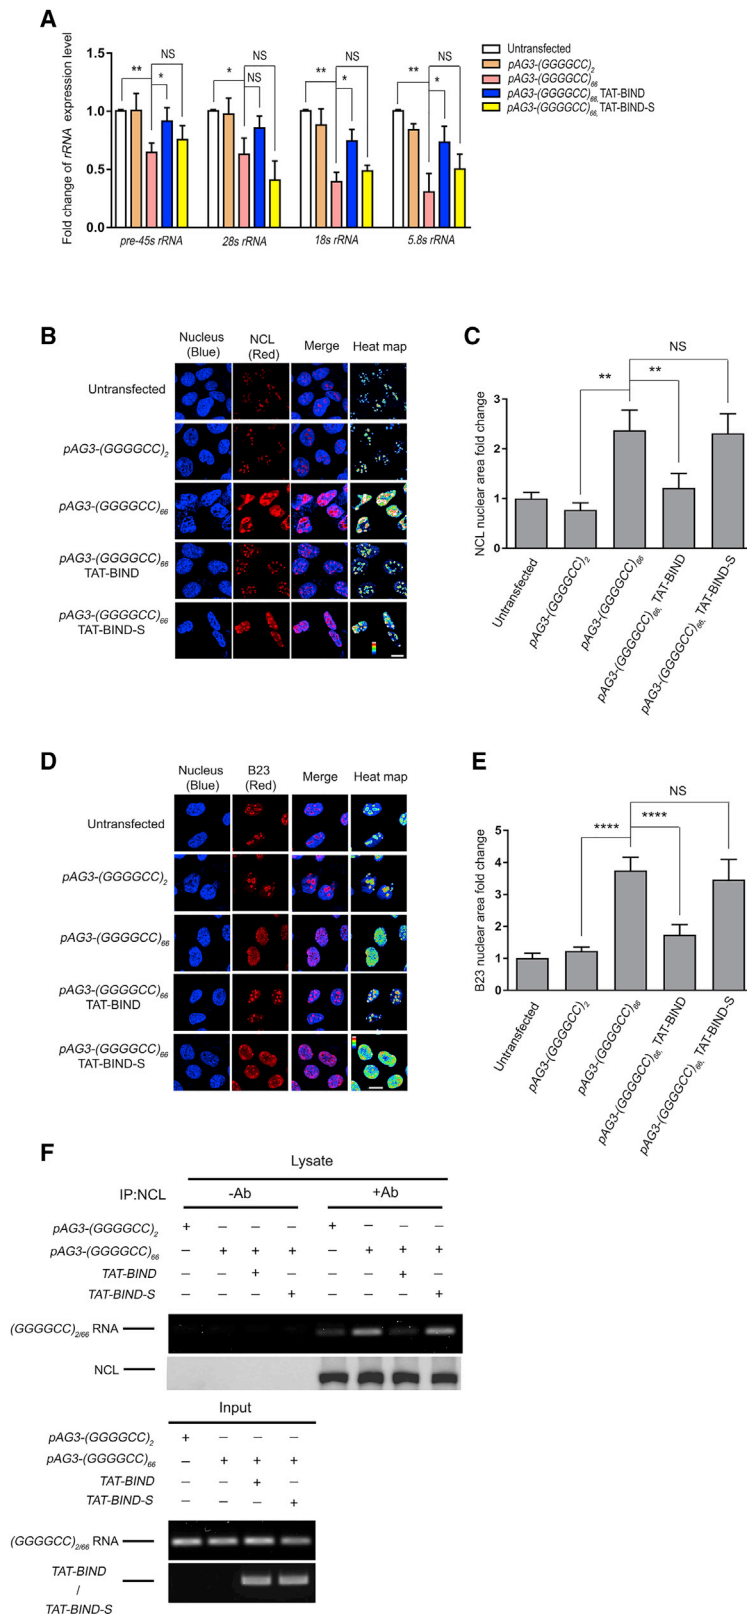 A
Fold change of rRNA expression level
1.5
1.0
0.5
0.0
** * NS
* NS NS
** * NS
** * NS
pre-45s rRNA 28s rRNA 18s rRNA 5.8s rRNA
Untransfected
pAG3-(GGGGCC)2
pAG3-(GGGGCC)66
pAG3-(GGGGCC)66, TAT-BIND
pAG3-(GGGGCC)66, TAT-BIND-S
B
Nucleus (Blue) NCL (Red) Merge Heat map
Untransfected
pAG3-(GGGGCC)2
pAG3-(GGGGCC)66
pAG3-(GGGGCC)66
TAT-BIND
pAG3-(GGGGCC)66
TAT-BIND-S
C
NCL nuclear area fold change
3
2
1
0
NS
** **
Untransfected
pAG3-(GGGGCC)2
pAG3-(GGGGCC)66
pAG3-(GGGGCC)66, TAT-BIND
pAG3-(GGGGCC)66, TAT-BIND-S
D
Nucleus (Blue) B23 (Red) Merge Heat map
Untransfected
pAG3-(GGGGCC)2
pAG3-(GGGGCC)66
pAG3-(GGGGCC)66
TAT-BIND
pAG3-(GGGGCC)66
TAT-BIND-S
E
B23 nuclear area fold change
5
4
3
2
1
0
NS
**** ****
Untransfected
pAG3-(GGGGCC)2
pAG3-(GGGGCC)66
pAG3-(GGGGCC)66, TAT-BIND
pAG3-(GGGGCC)66, TAT-BIND-S
F
Lysate
IP:NCL -Ab +Ab
pAG3-(GGGGCC)2 + − − − + − − −
pAG3-(GGGGCC)66 − + + + − + + +
TAT-BIND − − + − − − + −
TAT-BIND-S − − − + − − − +
(GGGGCC)2/66 RNA
NCL
Input
pAG3-(GGGGCC)2 + − − −
pAG3-(GGGGCC)66 − + + +
TAT-BIND − − + −
TAT-BIND-S − − − +
(GGGGCC)2/66 RNA
TAT-BIND
/
TAT-BIND-S